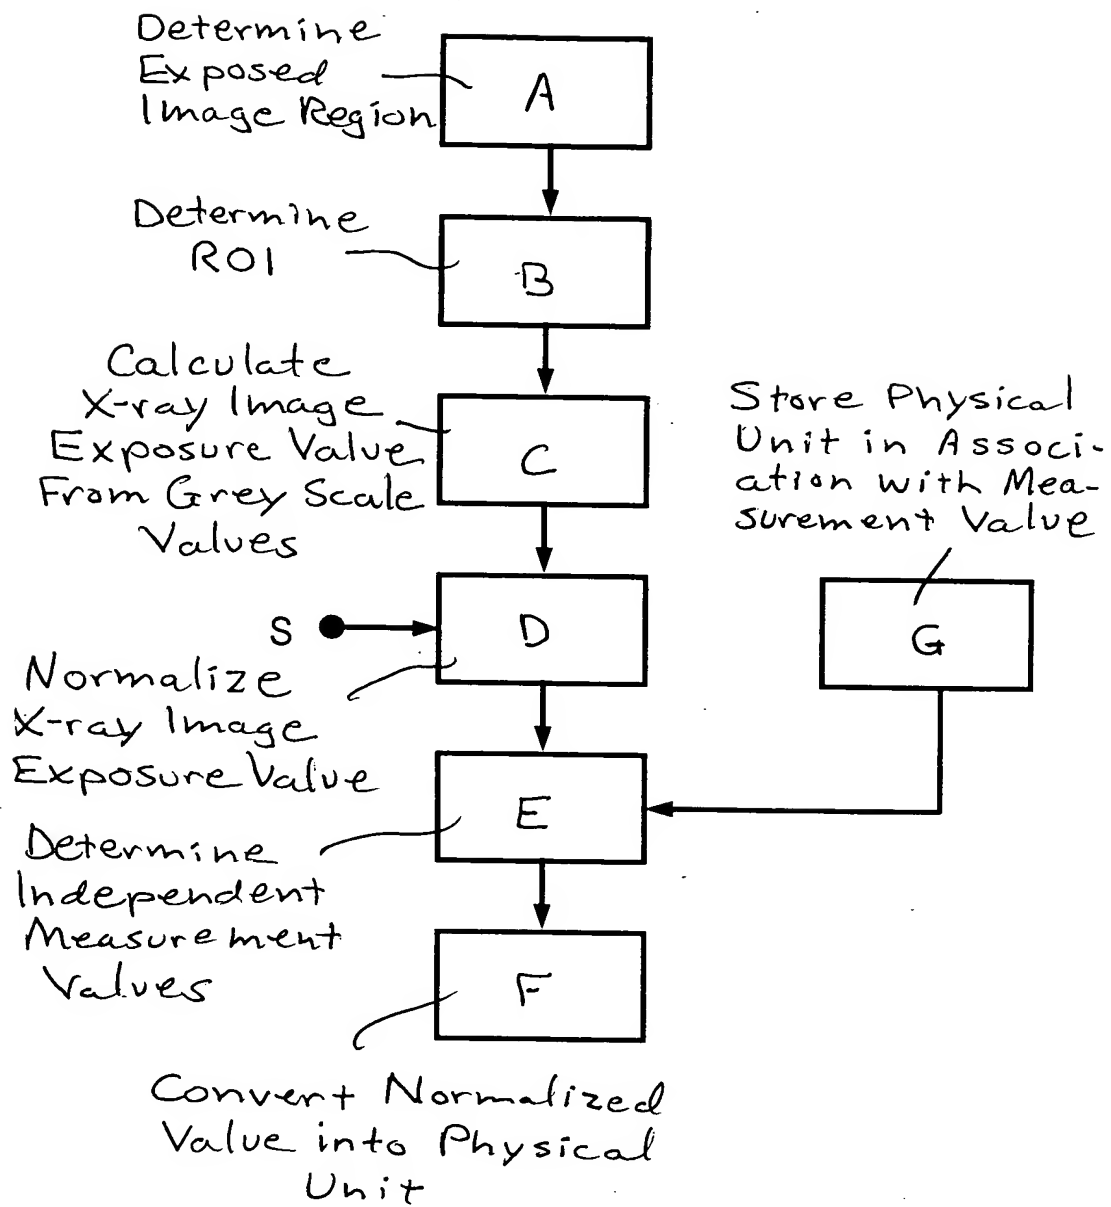 Determine
Exposed
Image Region
A
Determine
ROI
B
Calculate
X-ray Image
Exposure Value
From Grey Scale
Values
C
Store Physical
Unit in Associ-
ation with Mea-
surement Value
G
S
D
Normalize
X-ray Image
Exposure Value
E
Determine
Independent
Measurement
Values
F
Convert Normalized
Value into Physical
Unit